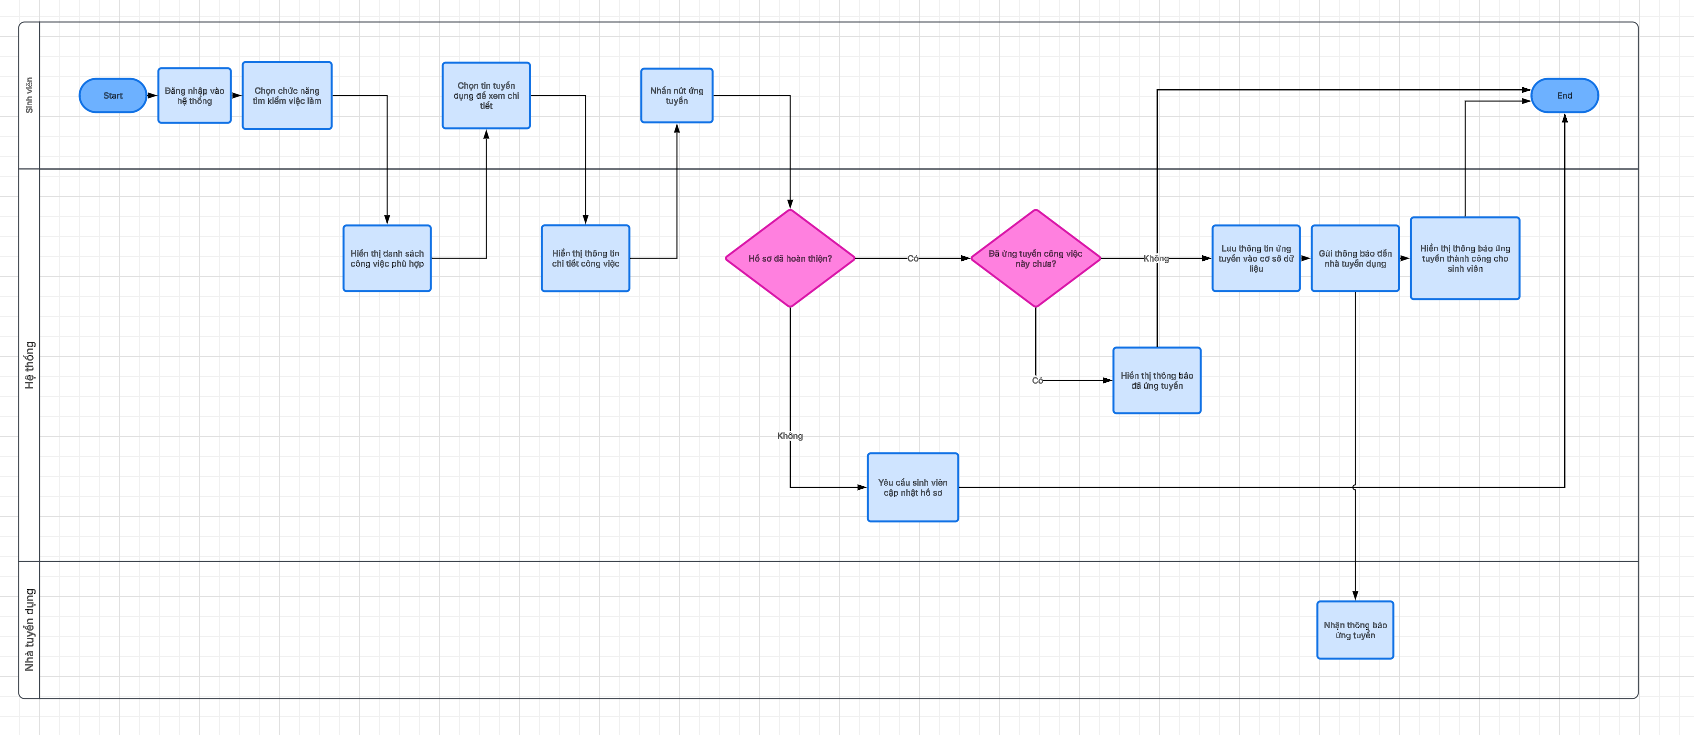 Sinh viên
Start
Đăng nhập vào
hệ thống
Chọn chức năng
tìm kiếm việc làm
Chọn tin tuyển
dụng để xem chi
tiết
Nhấn nút ứng
tuyển
End
Hệ thống
Hiển thị danh sách
công việc phù hợp
Hiển thị thông tin
chi tiết công việc
Hồ sơ đã hoàn thiện?
Có
Đã ứng tuyển công việc
này chưa?
Không
Lưu thông tin ứng
tuyển vào cơ sở dữ
liệu
Gửi thông báo đến
nhà tuyển dụng
Hiển thị thông báo ứng
tuyển thành công cho
sinh viên
Có
Hiển thị thông báo
đã ứng tuyển
Không
Yêu cầu sinh viên
cập nhật hồ sơ
Nhà tuyển dụng
Nhận thông báo
ứng tuyển